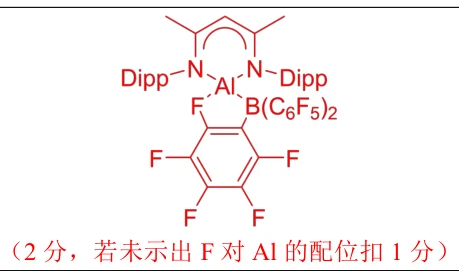 Dipp N N Dipp
Al
F B(C₆F₅)₂
F F
F F
（2 分，若未示出 F 对 Al 的配位扣 1 分）